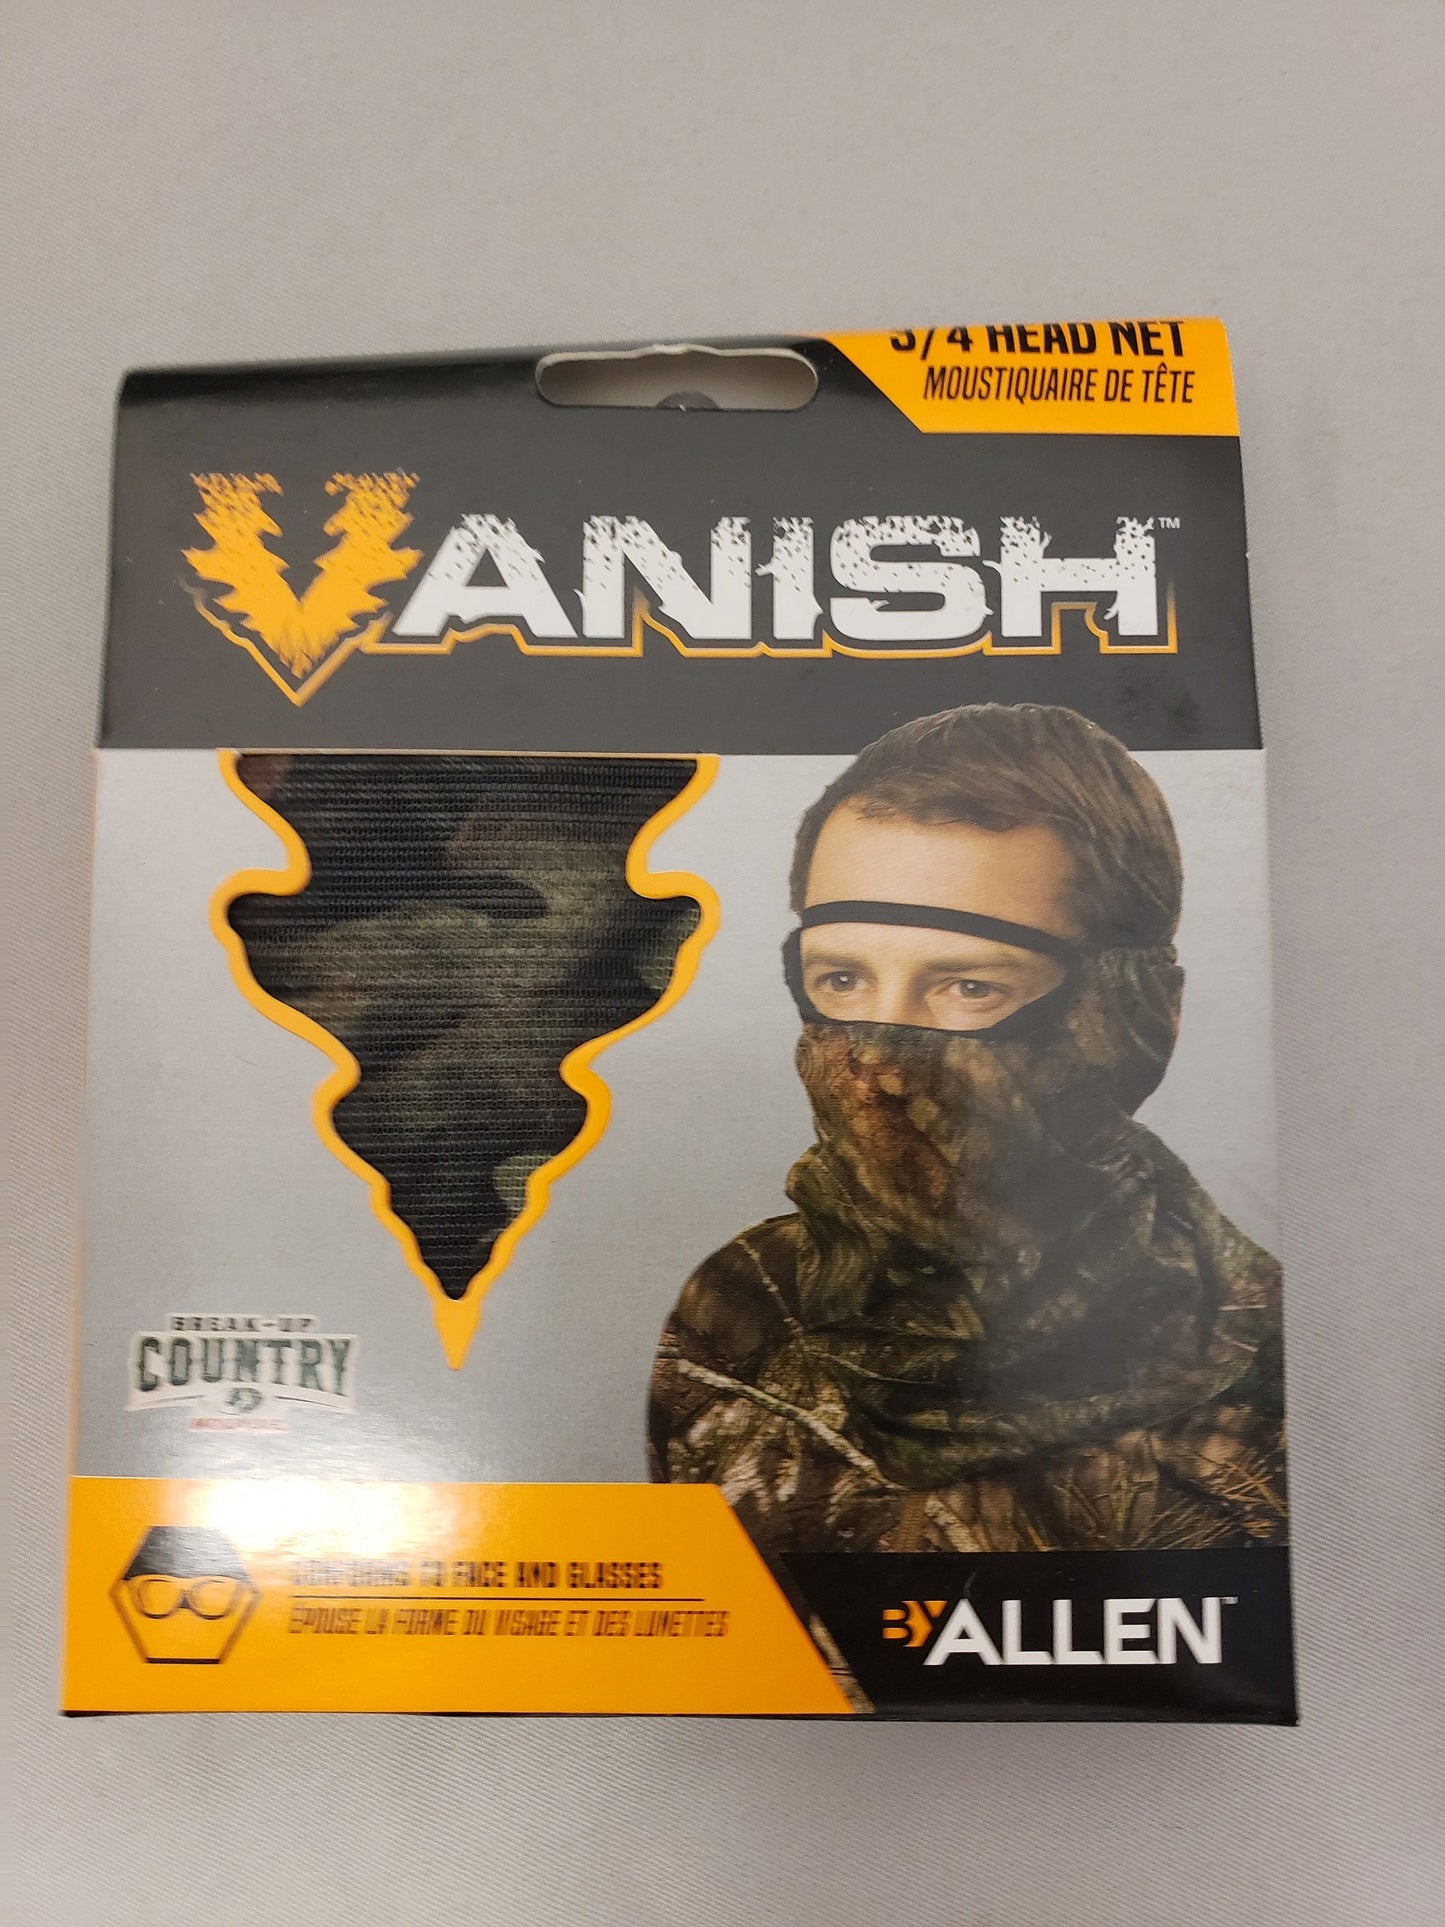 3/4 HEAD NET
MOUSTIQUAIRE DE TÊTE
VANISH™
BREAK-UP
COUNTRY
CONFORMS TO FACE AND GLASSES
ÉPOUSE LA FORME DU VISAGE ET DES LUNETTES
BY ALLEN™